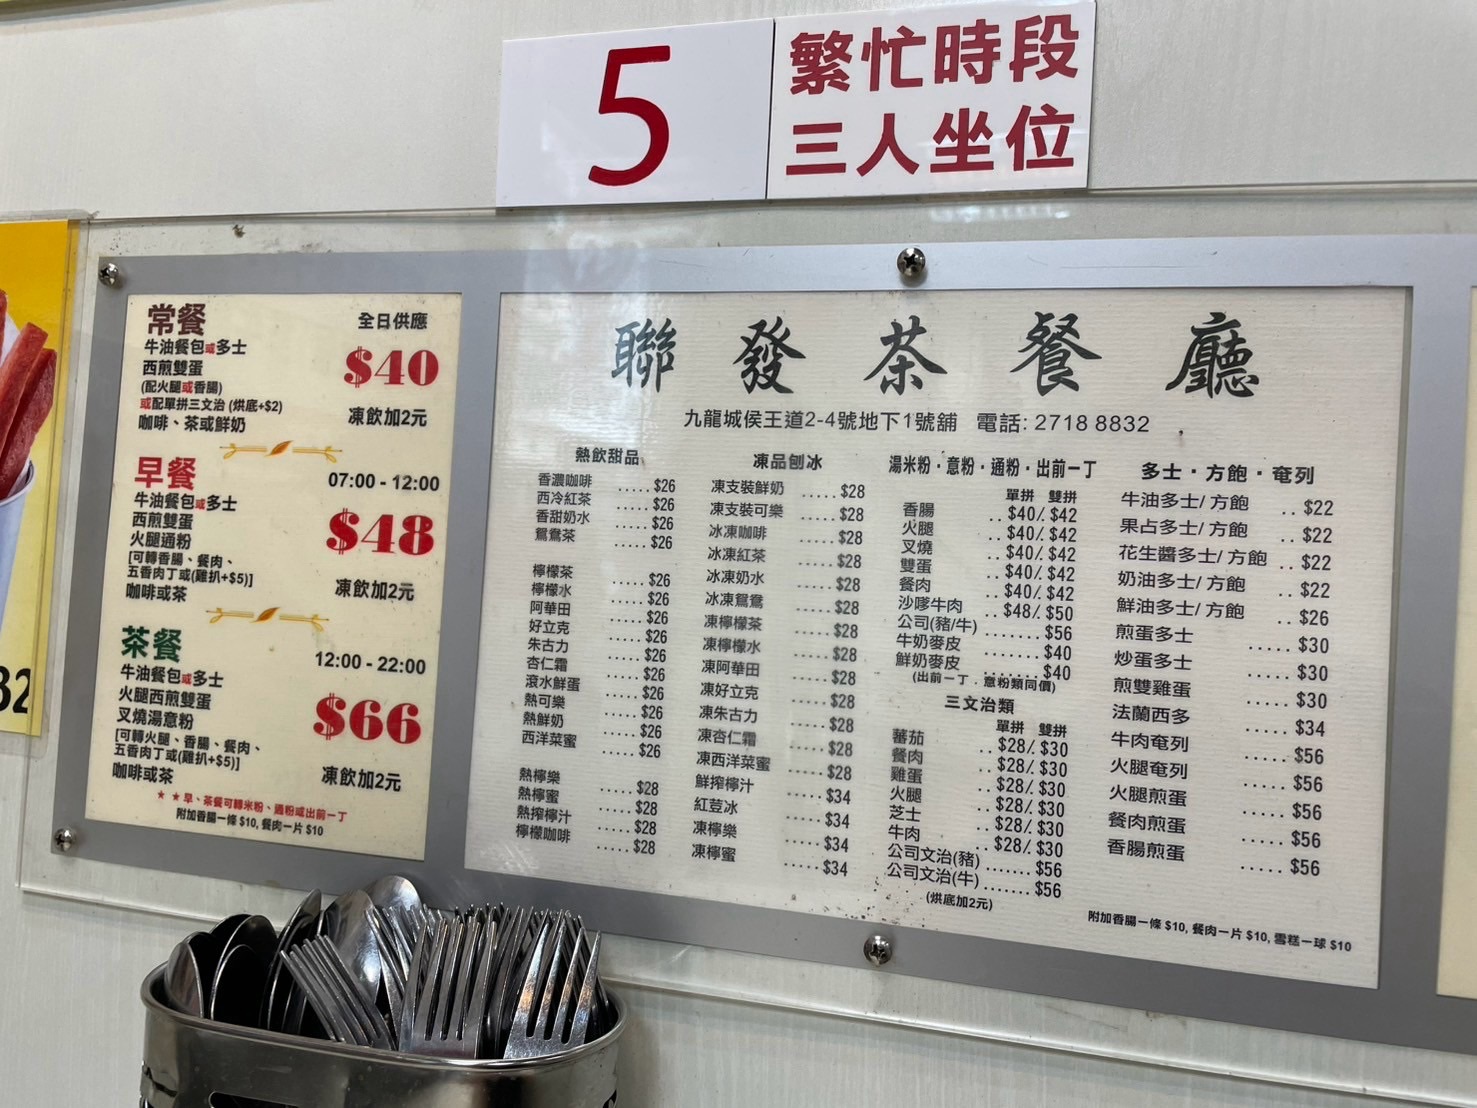 5
繁忙時段
三人坐位
32
常餐
全日供應
牛油餐包或多士
西煎雙蛋
(配火腿或香腸)
或配單拼三文治 (烘底+$2)
咖啡、茶或鮮奶
$40
凍飲加2元
早餐
07:00 - 12:00
牛油餐包或多士
西煎雙蛋
火腿通粉
[可轉香腸、餐肉、
五香肉丁或(雞扒+$5)]
咖啡或茶
$48
凍飲加2元
茶餐
12:00 - 22:00
牛油餐包或多士
火腿西煎雙蛋
叉燒湯意粉
[可轉火腿、香腸、餐肉、
五香肉丁或(雞扒+$5)]
咖啡或茶
$66
凍飲加2元
★ ★ 早、茶餐可轉米粉、通粉或出前一丁
附加香腸一條 $10, 餐肉一片 $10
聯發茶餐廳
九龍城侯王道2-4號地下1號舖 電話: 2718 8832
熱飲甜品
香濃咖啡 ..... $26
西冷紅茶 ..... $26
香甜奶水 ..... $26
鴛鴦茶 ..... $26
檸檬茶 ..... $26
檸檬水 ..... $26
阿華田 ..... $26
好立克 ..... $26
朱古力 ..... $26
杏仁霜 ..... $26
滾水鮮蛋 ..... $26
熱可樂 ..... $26
熱鮮奶 ..... $26
西洋菜蜜 ..... $26
熱檸樂 ..... $28
熱檸蜜 ..... $28
熱搾檸汁 ..... $28
檸檬咖啡 ..... $28
凍品刨冰
凍支裝鮮奶 ..... $28
凍支裝可樂 ..... $28
冰凍咖啡 ..... $28
冰凍紅茶 ..... $28
冰凍奶水 ..... $28
冰凍鴛鴦 ..... $28
凍檸檬茶 ..... $28
凍檸檬水 ..... $28
凍阿華田 ..... $28
凍好立克 ..... $28
凍朱古力 ..... $28
凍杏仁霜 ..... $28
凍西洋菜蜜 ..... $28
鮮搾檸汁 ..... $34
紅荳冰 ..... $34
凍檸樂 ..... $34
凍檸蜜 ..... $34
湯米粉・意粉・通粉・出前一丁
單拼 雙拼
香腸 .. $40/ $42
火腿 .. $40/ $42
叉燒 .. $40/ $42
雙蛋 .. $40/ $42
餐肉 .. $40/ $42
沙嗲牛肉 .. $48/ $50
公司(豬/牛) ....... $56
牛奶麥皮 ....... $40
鮮奶麥皮 ....... $40
(出前一丁．意粉類同價)
三文治類
單拼 雙拼
蕃茄 .. $28/ $30
餐肉 .. $28/ $30
雞蛋 .. $28/ $30
火腿 .. $28/ $30
芝士 .. $28/ $30
牛肉 .. $28/ $30
公司文治(豬) ....... $56
公司文治(牛) ....... $56
(烘底加2元)
多士・方飽・奄列
牛油多士/ 方飽 .. $22
果占多士/ 方飽 .. $22
花生醬多士/ 方飽 .. $22
奶油多士/ 方飽 .. $22
鮮油多士/ 方飽 .. $26
煎蛋多士 ..... $30
炒蛋多士 ..... $30
煎雙雞蛋 ..... $30
法蘭西多 ..... $34
牛肉奄列 ..... $56
火腿奄列 ..... $56
火腿煎蛋 ..... $56
餐肉煎蛋 ..... $56
香腸煎蛋 ..... $56
附加香腸一條 $10, 餐肉一片 $10, 雪糕一球 $10